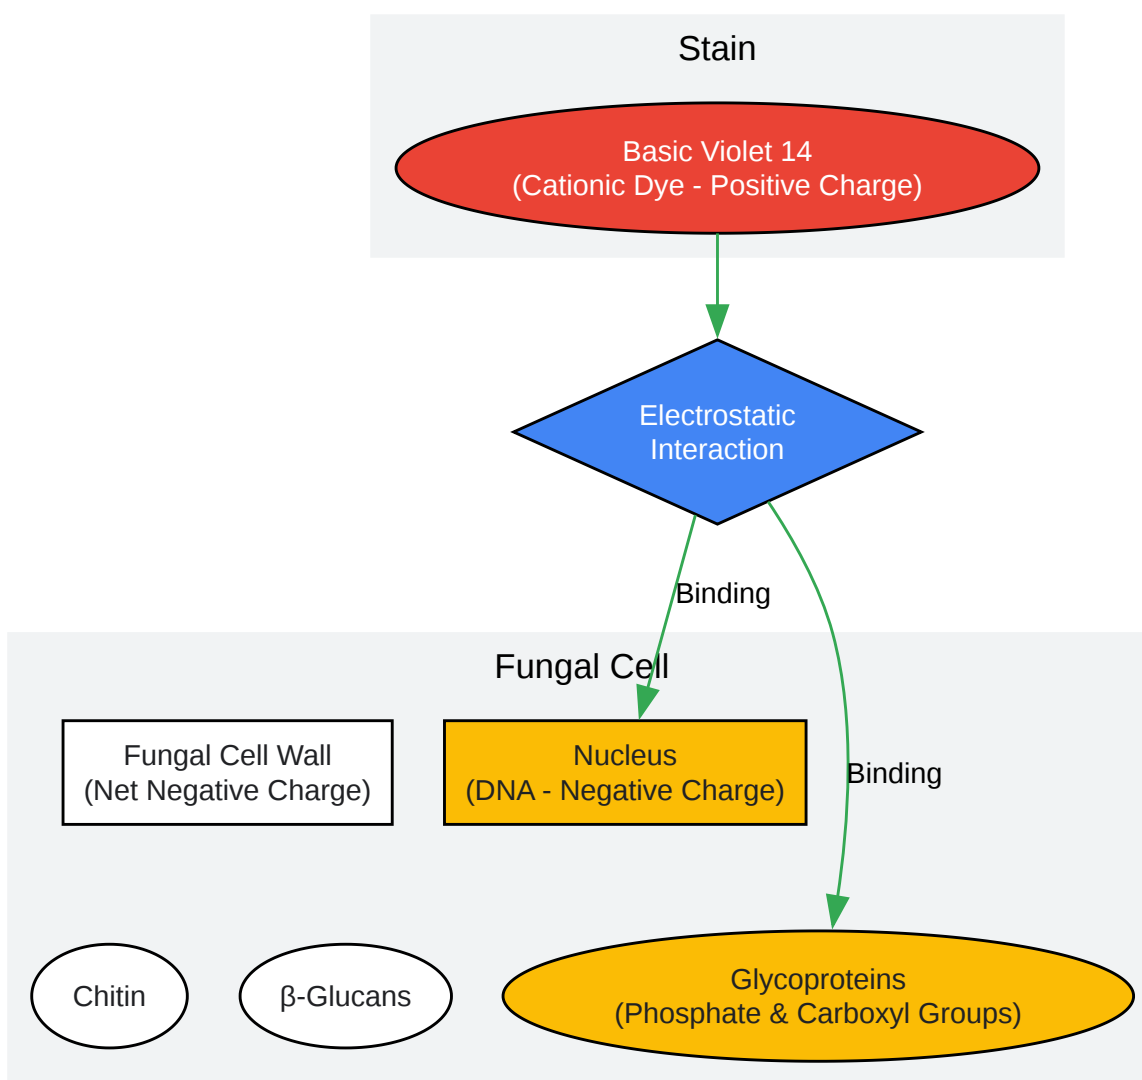 Stain
Basic Violet 14
(Cationic Dye - Positive Charge)
Electrostatic
Interaction
Binding
Fungal Cell
Fungal Cell Wall
(Net Negative Charge)
Nucleus
(DNA - Negative Charge)
Binding
Chitin
β-Glucans
Glycoproteins
(Phosphate & Carboxyl Groups)